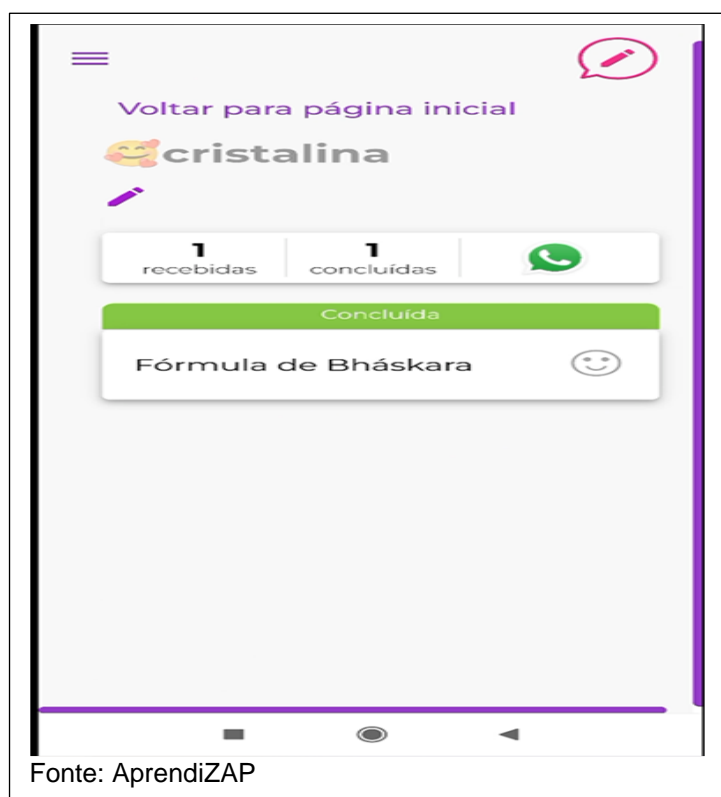 Voltar para página inicial
🥰cristalina
1 1
recebidas concluídas
Concluída
Fórmula de Bháskara
Fonte: AprendiZAP